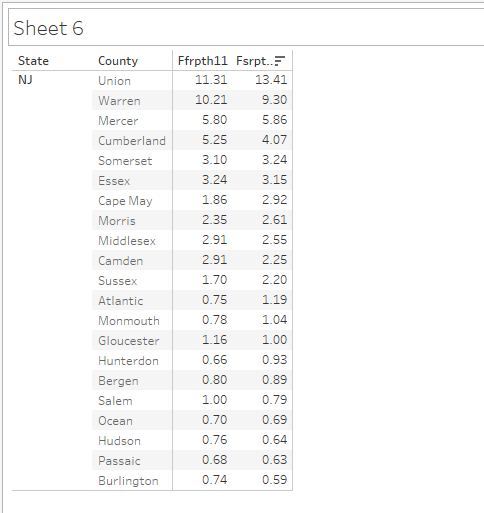 Sheet 6
State County Ffrpth11 Fsrpt..
NJ Union 11.31 13.41
Warren 10.21 9.30
Mercer 5.80 5.86
Cumberland 5.25 4.07
Somerset 3.10 3.24
Essex 3.24 3.15
Cape May 1.86 2.92
Morris 2.35 2.61
Middlesex 2.91 2.55
Camden 2.91 2.25
Sussex 1.70 2.20
Atlantic 0.75 1.19
Monmouth 0.78 1.04
Gloucester 1.16 1.00
Hunterdon 0.66 0.93
Bergen 0.80 0.89
Salem 1.00 0.79
Ocean 0.70 0.69
Hudson 0.76 0.64
Passaic 0.68 0.63
Burlington 0.74 0.59